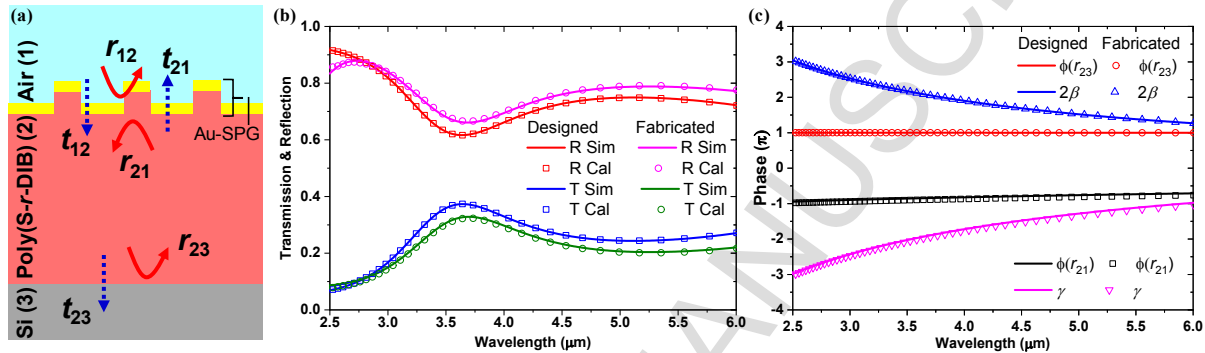 (a)
Air (1)
Poly(S-r-DIB) (2)
Si (3)
r12
t21
t12
r21
Au-SPG
r23
t23
(b)
Transmission & Reflection
1.0
0.8
0.6
0.4
0.2
0.0
Designed Fabricated
R Sim R Sim
R Cal R Cal
T Sim T Sim
T Cal T Cal
2.5 3.0 3.5 4.0 4.5 5.0 5.5 6.0
Wavelength (µm)
(c)
Phase (π)
4
3
2
1
0
-1
-2
-3
-4
Designed Fabricated
ϕ(r23) ϕ(r23)
2β 2β
ϕ(r21) ϕ(r21)
γ γ
2.5 3.0 3.5 4.0 4.5 5.0 5.5 6.0
Wavelength (µm)
ANUSC